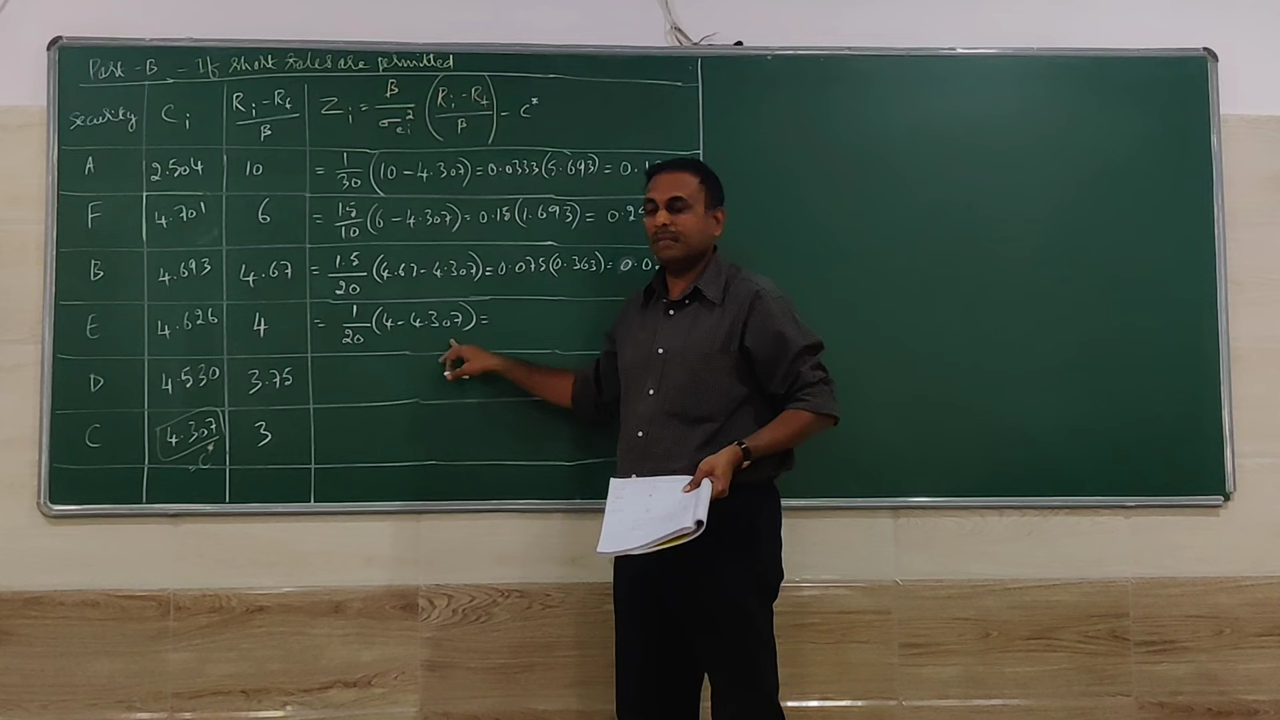 Part-B - If short sales are permitted
Security Ci Ri-Rf/β Zi = β/σei² (Ri-Rf/β) - C*
A 2.504 10 = 1/30 (10-4.307) = 0.0333(5.693) = 0.1
F 4.701 6 = 1.5/10 (6-4.307) = 0.15(1.693) = 0.2
B 4.693 4.67 = 1.5/20 (4.67-4.307) = 0.075(0.363) = 0.0
E 4.626 4 = 1/20 (4-4.307) =
D 4.530 3.75
C 4.307 3
=C*